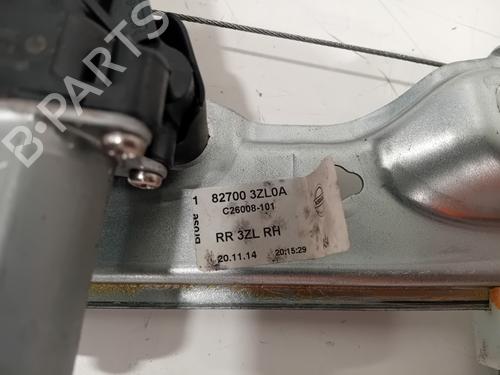 B-PARTS
1 82700 3ZL0A
C26008-101
brose
RR 3ZL RH
20.11.14 20:15:29